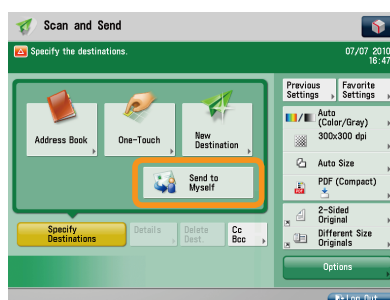 Scan and Send
Specify the destinations.
07/07 2010
16:47
Previous Settings
Favorite Settings
Address Book
One-Touch
New Destination
Send to Myself
Auto (Color/Gray)
300x300 dpi
Auto Size
PDF (Compact)
2-Sided Original
Different Size Originals
Specify Destinations
Details
Delete Dest.
Cc Bcc
Options
Log Out